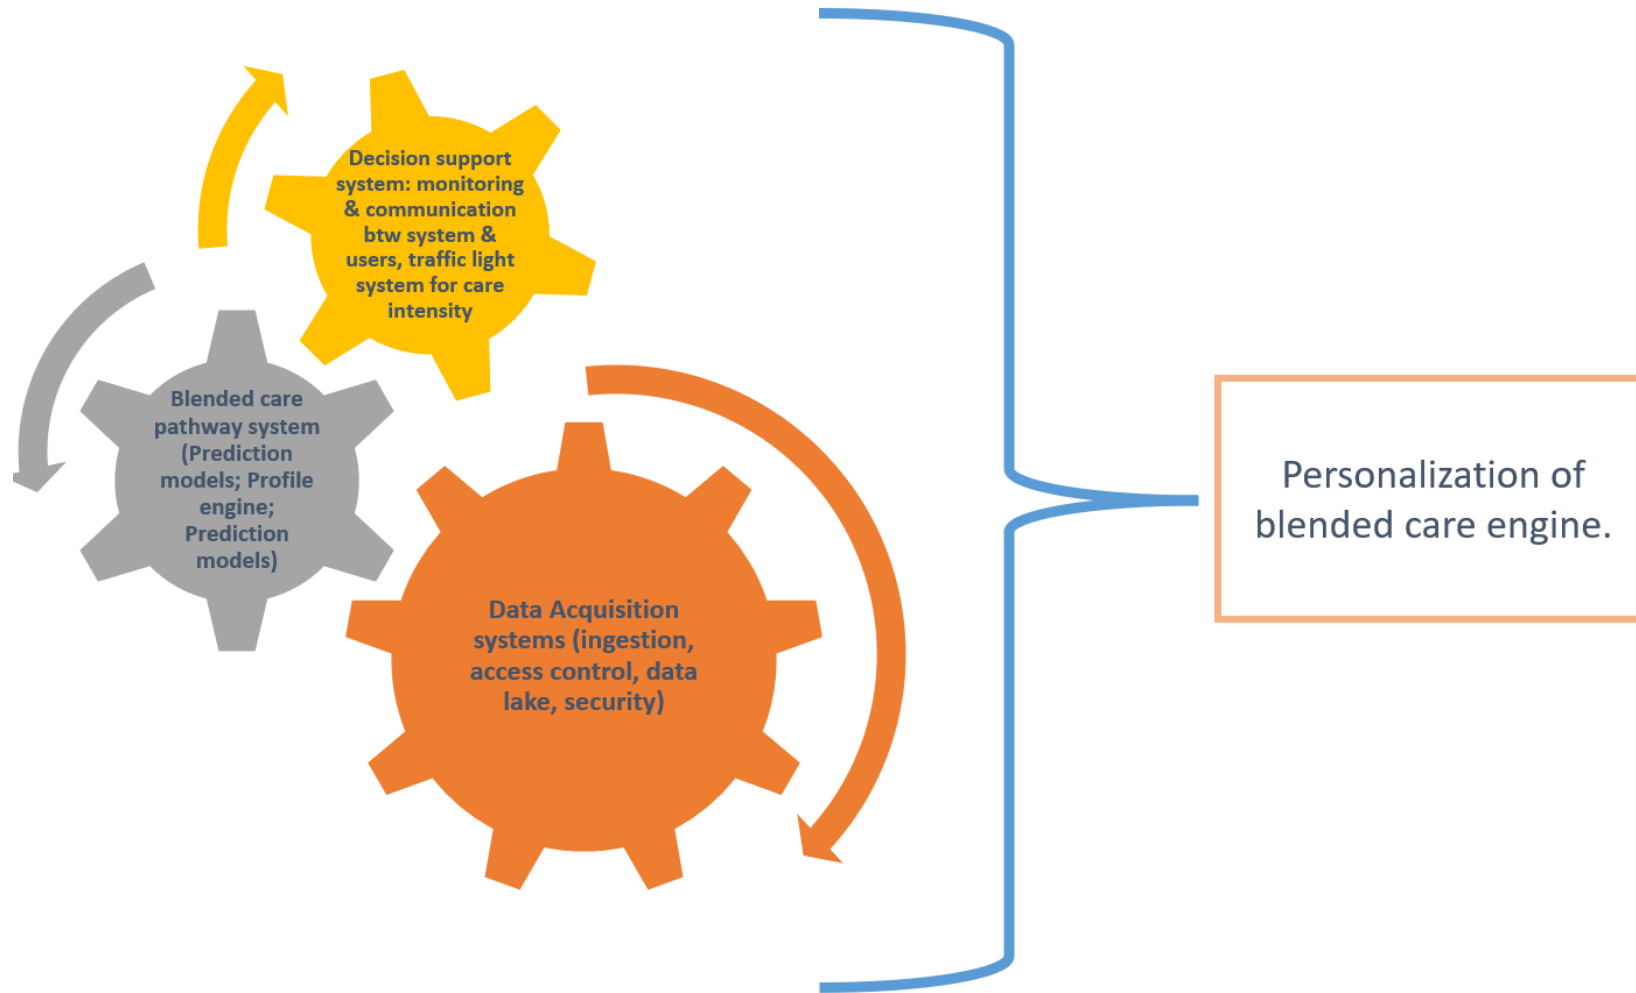 Decision support
system: monitoring
& communication
btw system &
users, traffic light
system for care
intensity
Blended care
pathway system
(Prediction
models; Profile
engine;
Prediction
models)
Data Acquisition
systems (ingestion,
access control, data
lake, security)
Personalization of
blended care engine.